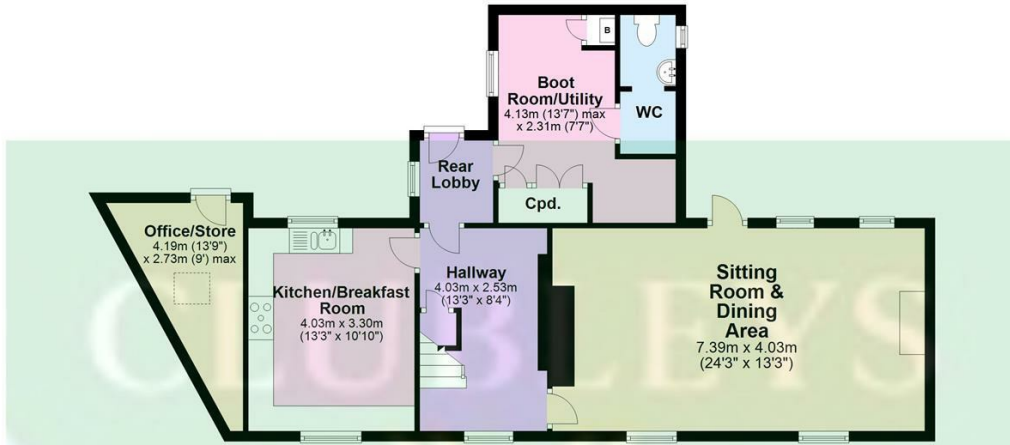 B
Boot
Room/Utility
4.13m (13'7") max
x 2.31m (7'7")
WC
Rear
Lobby
Cpd.
Office/Store
4.19m (13'9")
x 2.73m (9') max
Kitchen/Breakfast
Room
4.03m x 3.30m
(13'3" x 10'10")
Hallway
4.03m x 2.53m
(13'3" x 8'4")
Sitting
Room &
Dining
Area
7.39m x 4.03m
(24'3" x 13'3")
CLUBLEYS